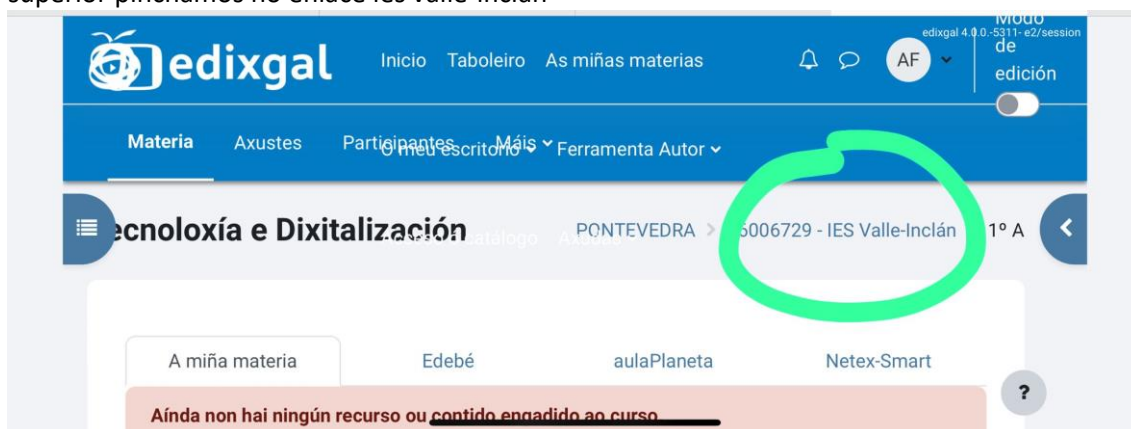 superior pinchamos no enlace ies valle-inclán
edixgal 4.0.0.-5311- e2/session
edixgal Inicio Taboleiro As miñas materias AF Modo de edición
Materia Axustes Participantes Máis
O meu escritorio Ferramenta Autor
Tecnoloxía e Dixitalización PONTEVEDRA > 6006729 - IES Valle-Inclán 1º A
catálogo
A miña materia Edebé aulaPlaneta Netex-Smart
?
Aínda non hai ningún recurso ou contido engadido ao curso